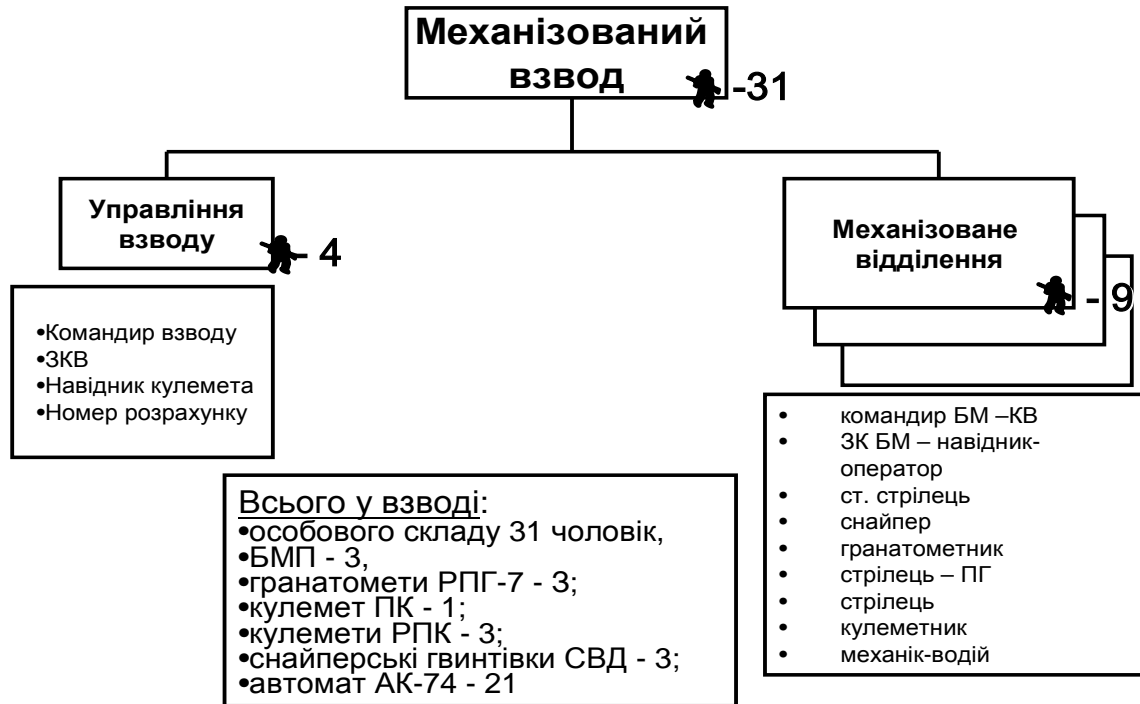 Механізований
взвод
-31
Управління
взводу
- 4
Механізоване
відділення
- 9
•Командир взводу
•ЗКВ
•Навідник кулемета
•Номер розрахунку
• командир БМ –КВ
• ЗК БМ – навідник-
оператор
• ст. стрілець
• снайпер
• гранатометник
• стрілець – ПГ
• стрілець
• кулеметник
• механік-водій
Всього у взводі:
•особового складу 31 чоловік,
•БМП - 3,
•гранатомети РПГ-7 - 3;
•кулемет ПК - 1;
•кулемети РПК - 3;
•снайперські гвинтівки СВД - 3;
•автомат АК-74 - 21